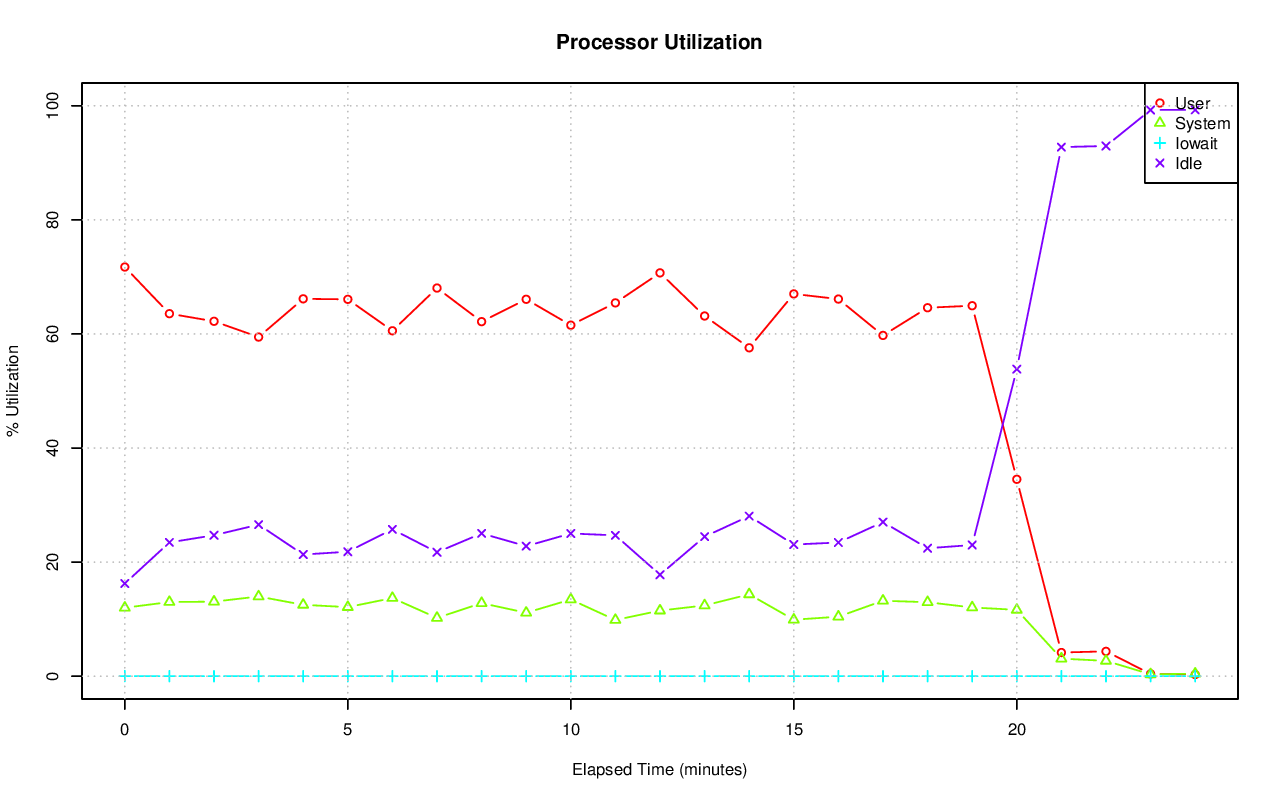 Processor Utilization
User
System
Iowait
Idle
% Utilization
100
80
60
40
20
0
0 5 10 15 20
Elapsed Time (minutes)